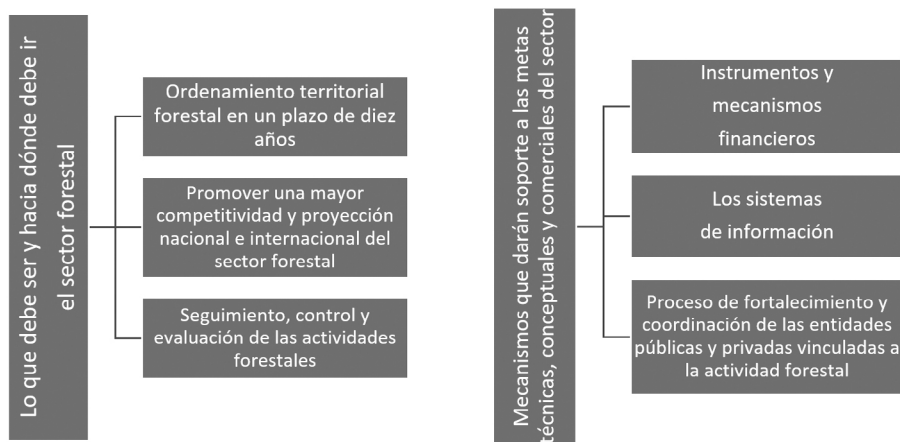 Lo que debe ser y hacia dónde debe ir
el sector forestal
Ordenamiento territorial
forestal en un plazo de diez
años
Promover una mayor
competitividad y proyección
nacional e internacional del
sector forestal
Seguimiento, control y
evaluación de las actividades
forestales
Mecanismos que darán soporte a las metas
técnicas, conceptuales y comerciales del sector
Instrumentos y
mecanismos
financieros
Los sistemas
de información
Proceso de fortalecimiento y
coordinación de las entidades
públicas y privadas vinculadas a
la actividad forestal